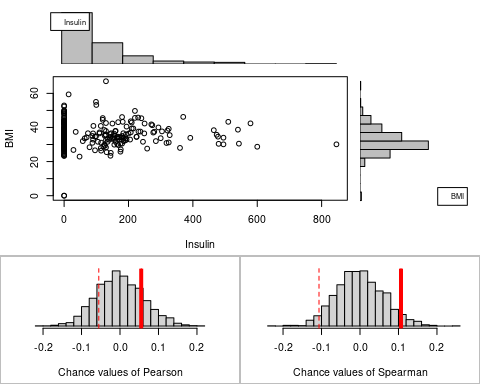 Insulin
BMI
0 20 40 60
0 200 400 600 800
Insulin
BMI
-0.2 -0.1 0.0 0.1 0.2
Chance values of Pearson
-0.2 -0.1 0.0 0.1 0.2
Chance values of Spearman